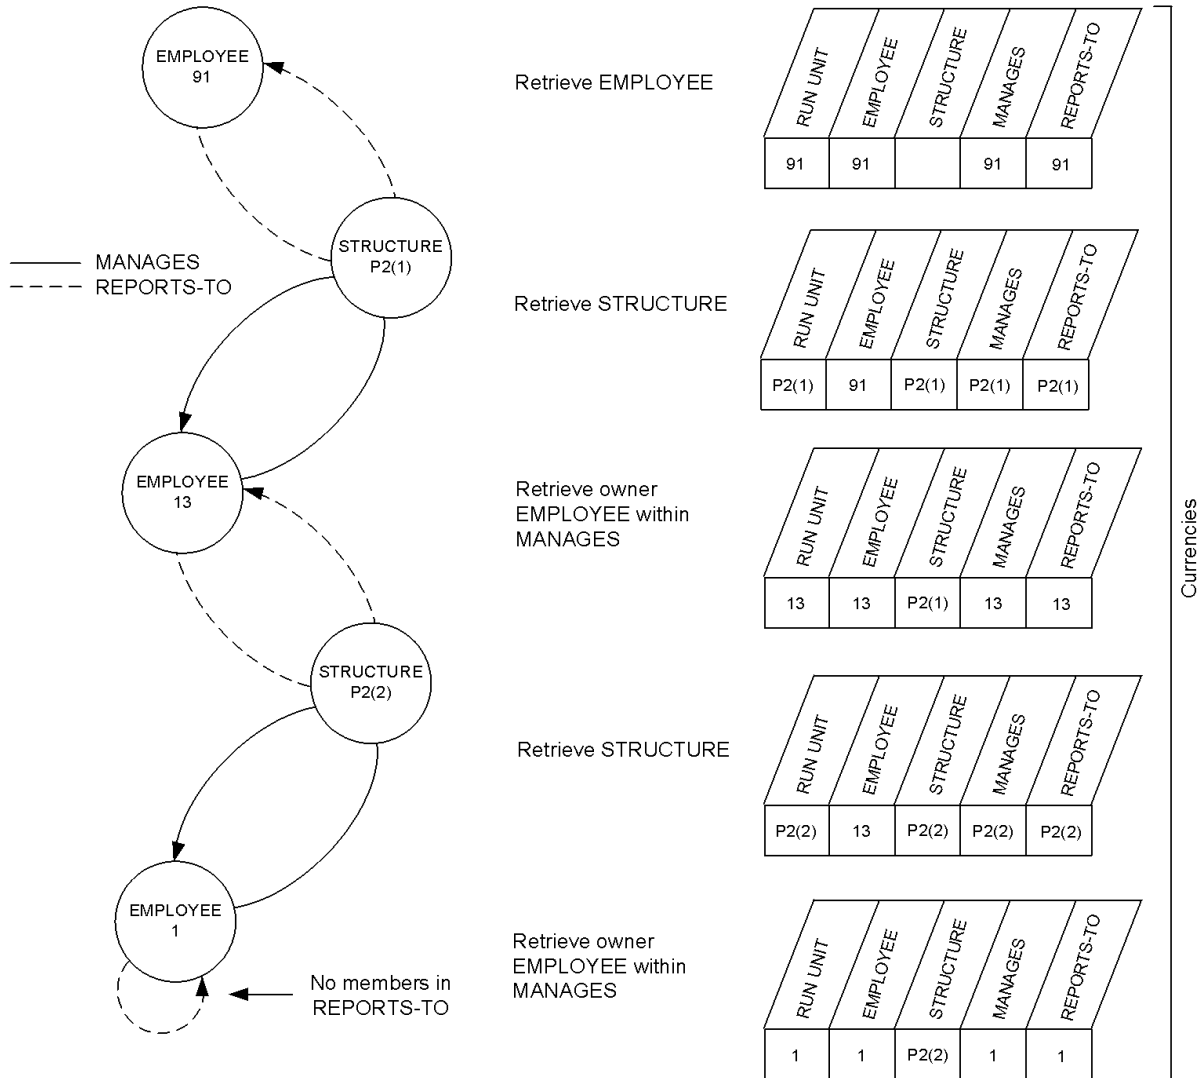 EMPLOYEE
91
STRUCTURE
P2(1)
MANAGES
REPORTS-TO
EMPLOYEE
13
STRUCTURE
P2(2)
EMPLOYEE
1
No members in
REPORTS-TO
Retrieve EMPLOYEE
RUN UNIT EMPLOYEE STRUCTURE MANAGES REPORTS-TO
91 91 91 91
Retrieve STRUCTURE
RUN UNIT EMPLOYEE STRUCTURE MANAGES REPORTS-TO
P2(1) 91 P2(1) P2(1) P2(1)
Retrieve owner
EMPLOYEE within
MANAGES
RUN UNIT EMPLOYEE STRUCTURE MANAGES REPORTS-TO
13 13 P2(1) 13 13
Retrieve STRUCTURE
RUN UNIT EMPLOYEE STRUCTURE MANAGES REPORTS-TO
P2(2) 13 P2(2) P2(2) P2(2)
Retrieve owner
EMPLOYEE within
MANAGES
RUN UNIT EMPLOYEE STRUCTURE MANAGES REPORTS-TO
1 1 P2(2) 1 1
Currencies